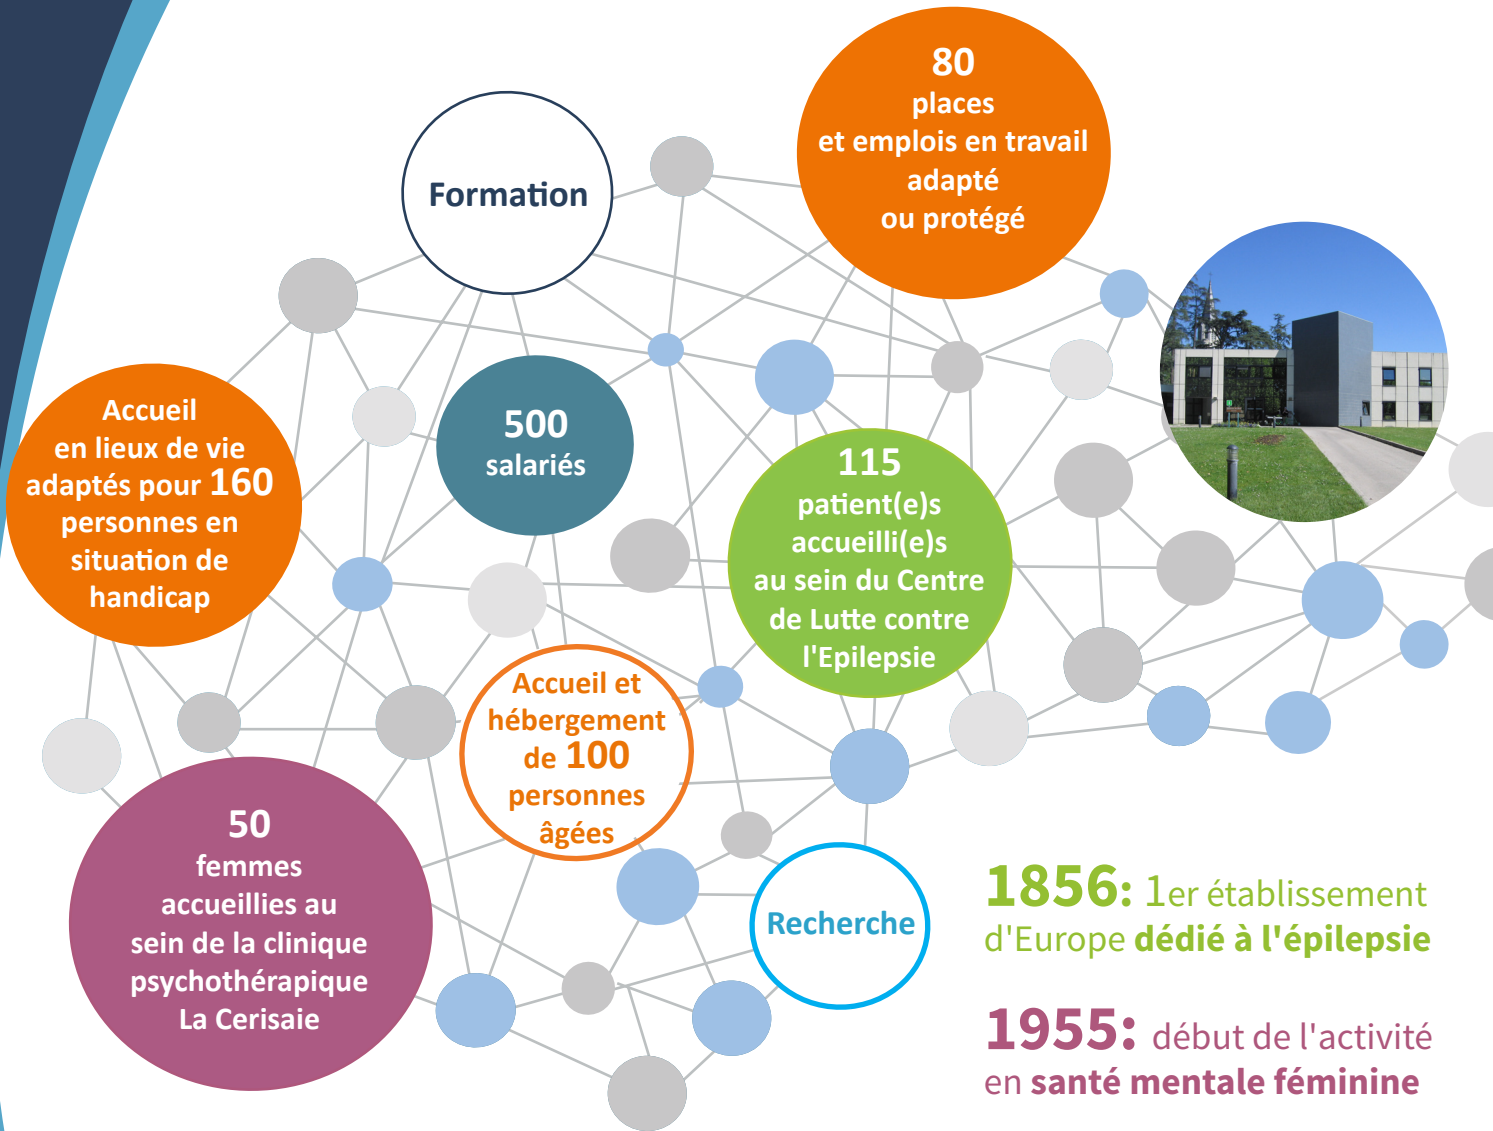 80
places
et emplois en travail
adapté
ou protégé
Formation
Accueil
en lieux de vie
adaptés pour 160
personnes en
situation de
handicap
500
salariés
115
patient(e)s
accueilli(e)s
au sein du Centre
de Lutte contre
l'Epilepsie
Accueil et
hébergement
de 100
personnes
âgées
50
femmes
accueillies au
sein de la clinique
psychothérapique
La Cerisaie
Recherche
1856: 1er établissement
d'Europe dédié à l'épilepsie
1955: début de l'activité
en santé mentale féminine